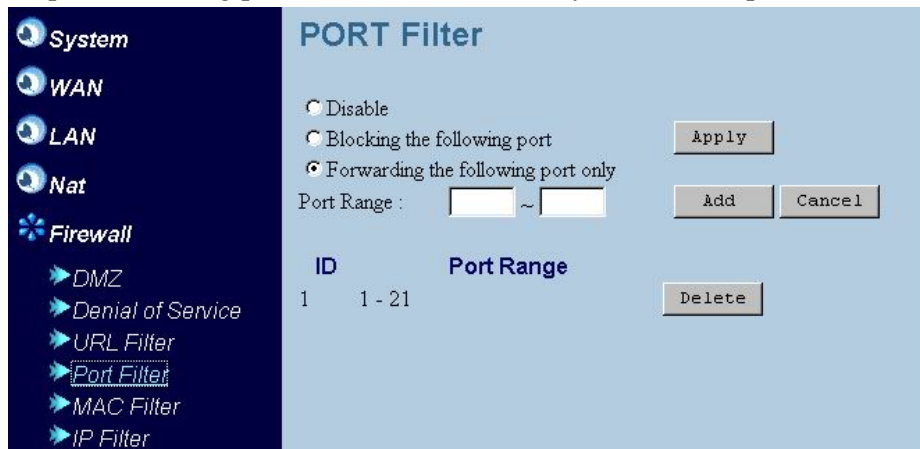 System
WAN
LAN
Nat
Firewall
DMZ
Denial of Service
URL Filter
Port Filter
MAC Filter
IP Filter
PORT Filter
Disable
Blocking the following port
Apply
Forwarding the following port only
Port Range : ~
Add Cancel
ID Port Range
1 1 - 21 Delete